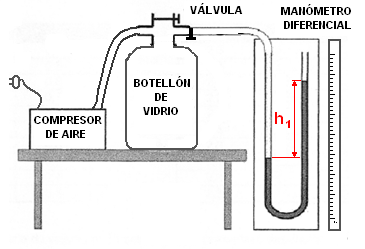 VÁLVULA
MANÓMETRO
DIFERENCIAL
BOTELLÓN
DE
VIDRIO
COMPRESOR
DE AIRE
h1